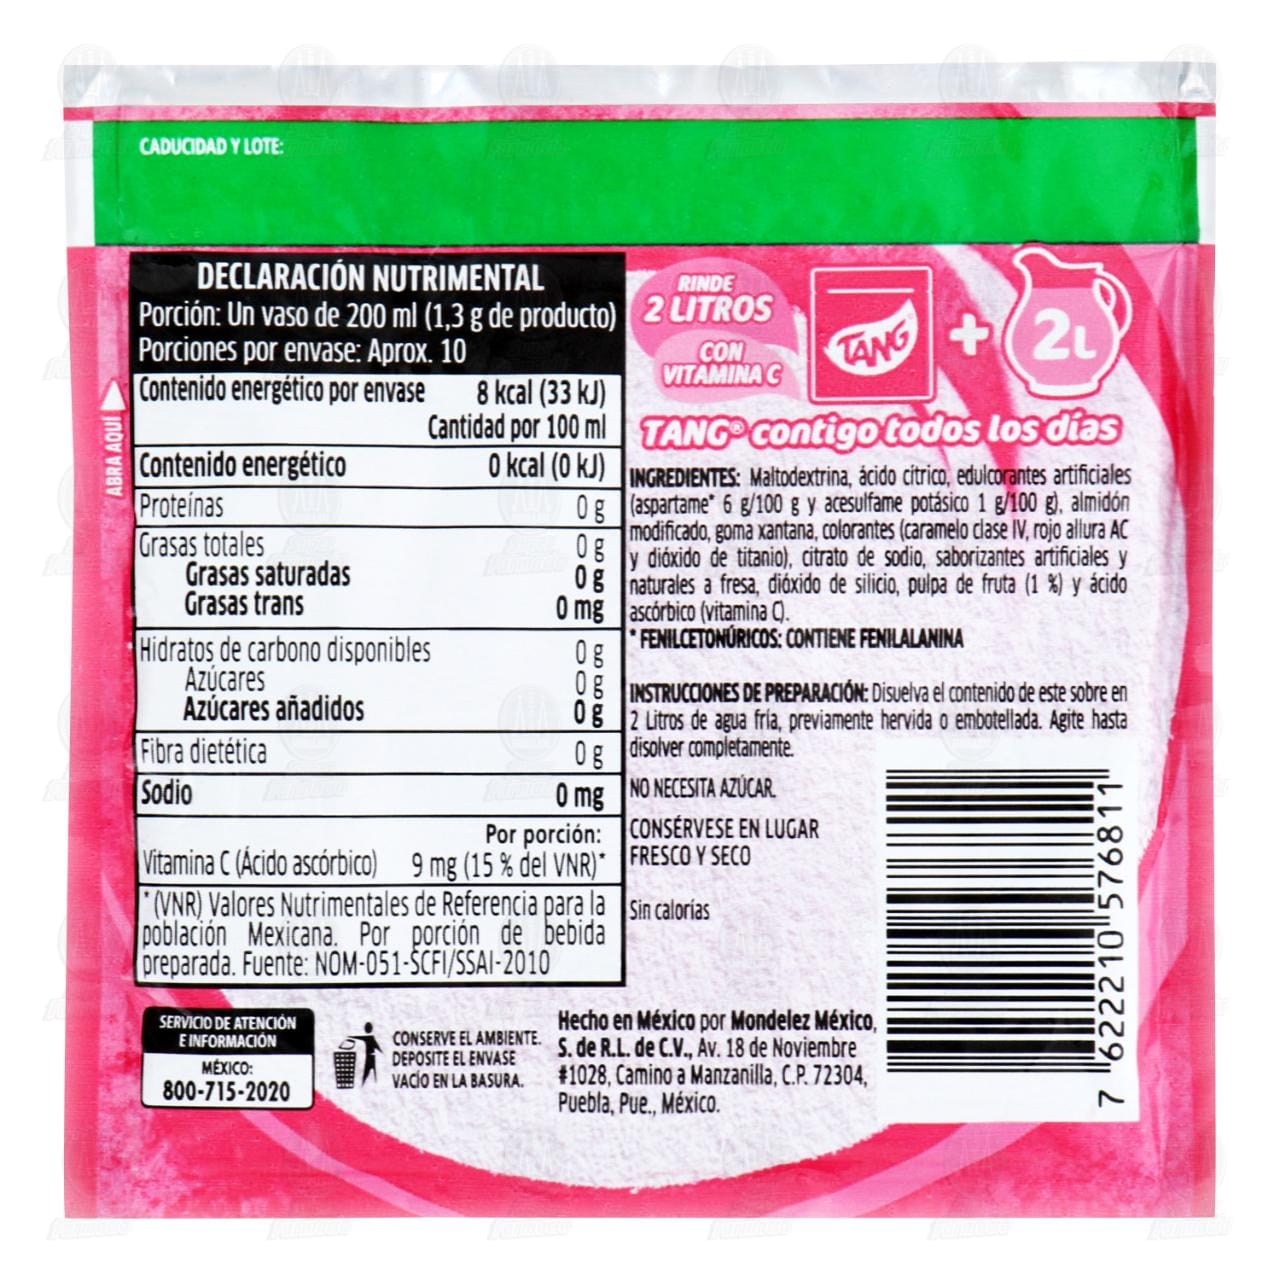 CADUCIDAD Y LOTE:
ABRA AQUÍ
DECLARACIÓN NUTRIMENTAL
Porción: Un vaso de 200 ml (1,3 g de producto)
Porciones por envase: Aprox. 10
Contenido energético por envase 8 kcal (33 kJ)
Cantidad por 100 ml
Contenido energético 0 kcal (0 kJ)
Proteínas 0 g
Grasas totales 0 g
Grasas saturadas 0 g
Grasas trans 0 mg
Hidratos de carbono disponibles 0 g
Azúcares 0 g
Azúcares añadidos 0 g
Fibra dietética 0 g
Sodio 0 mg
Por porción:
Vitamina C (Ácido ascórbico) 9 mg (15 % del VNR)*
* (VNR) Valores Nutrimentales de Referencia para la
población Mexicana. Por porción de bebida
preparada. Fuente: NOM-051-SCFI/SSAI-2010
RINDE
2 LITROS
CON
VITAMINA C
TANG®
+
2L
TANG® contigo todos los días
INGREDIENTES: Maltodextrina, ácido cítrico, edulcorantes artificiales
(aspartame* 6 g/100 g y acesulfame potásico 1 g/100 g), almidón
modificado, goma xantana, colorantes (caramelo clase IV, rojo allura AC
y dióxido de titanio), citrato de sodio, saborizantes artificiales y
naturales a fresa, dióxido de silicio, pulpa de fruta (1 %) y ácido
ascórbico (vitamina C).
* FENILCETONÚRICOS: CONTIENE FENILALANINA
INSTRUCCIONES DE PREPARACIÓN: Disuelva el contenido de este sobre en
2 Litros de agua fría, previamente hervida o embotellada. Agite hasta
disolver completamente.
NO NECESITA AZÚCAR.
CONSÉRVESE EN LUGAR
FRESCO Y SECO
Sin calorías
7 622210 576811
SERVICIO DE ATENCIÓN
E INFORMACIÓN
MÉXICO:
800-715-2020
CONSERVE EL AMBIENTE.
DEPOSITE EL ENVASE
VACÍO EN LA BASURA.
Hecho en México por Mondelez México,
S. de R.L. de C.V., Av. 18 de Noviembre
#1028, Camino a Manzanilla, C.P. 72304,
Puebla, Pue., México.